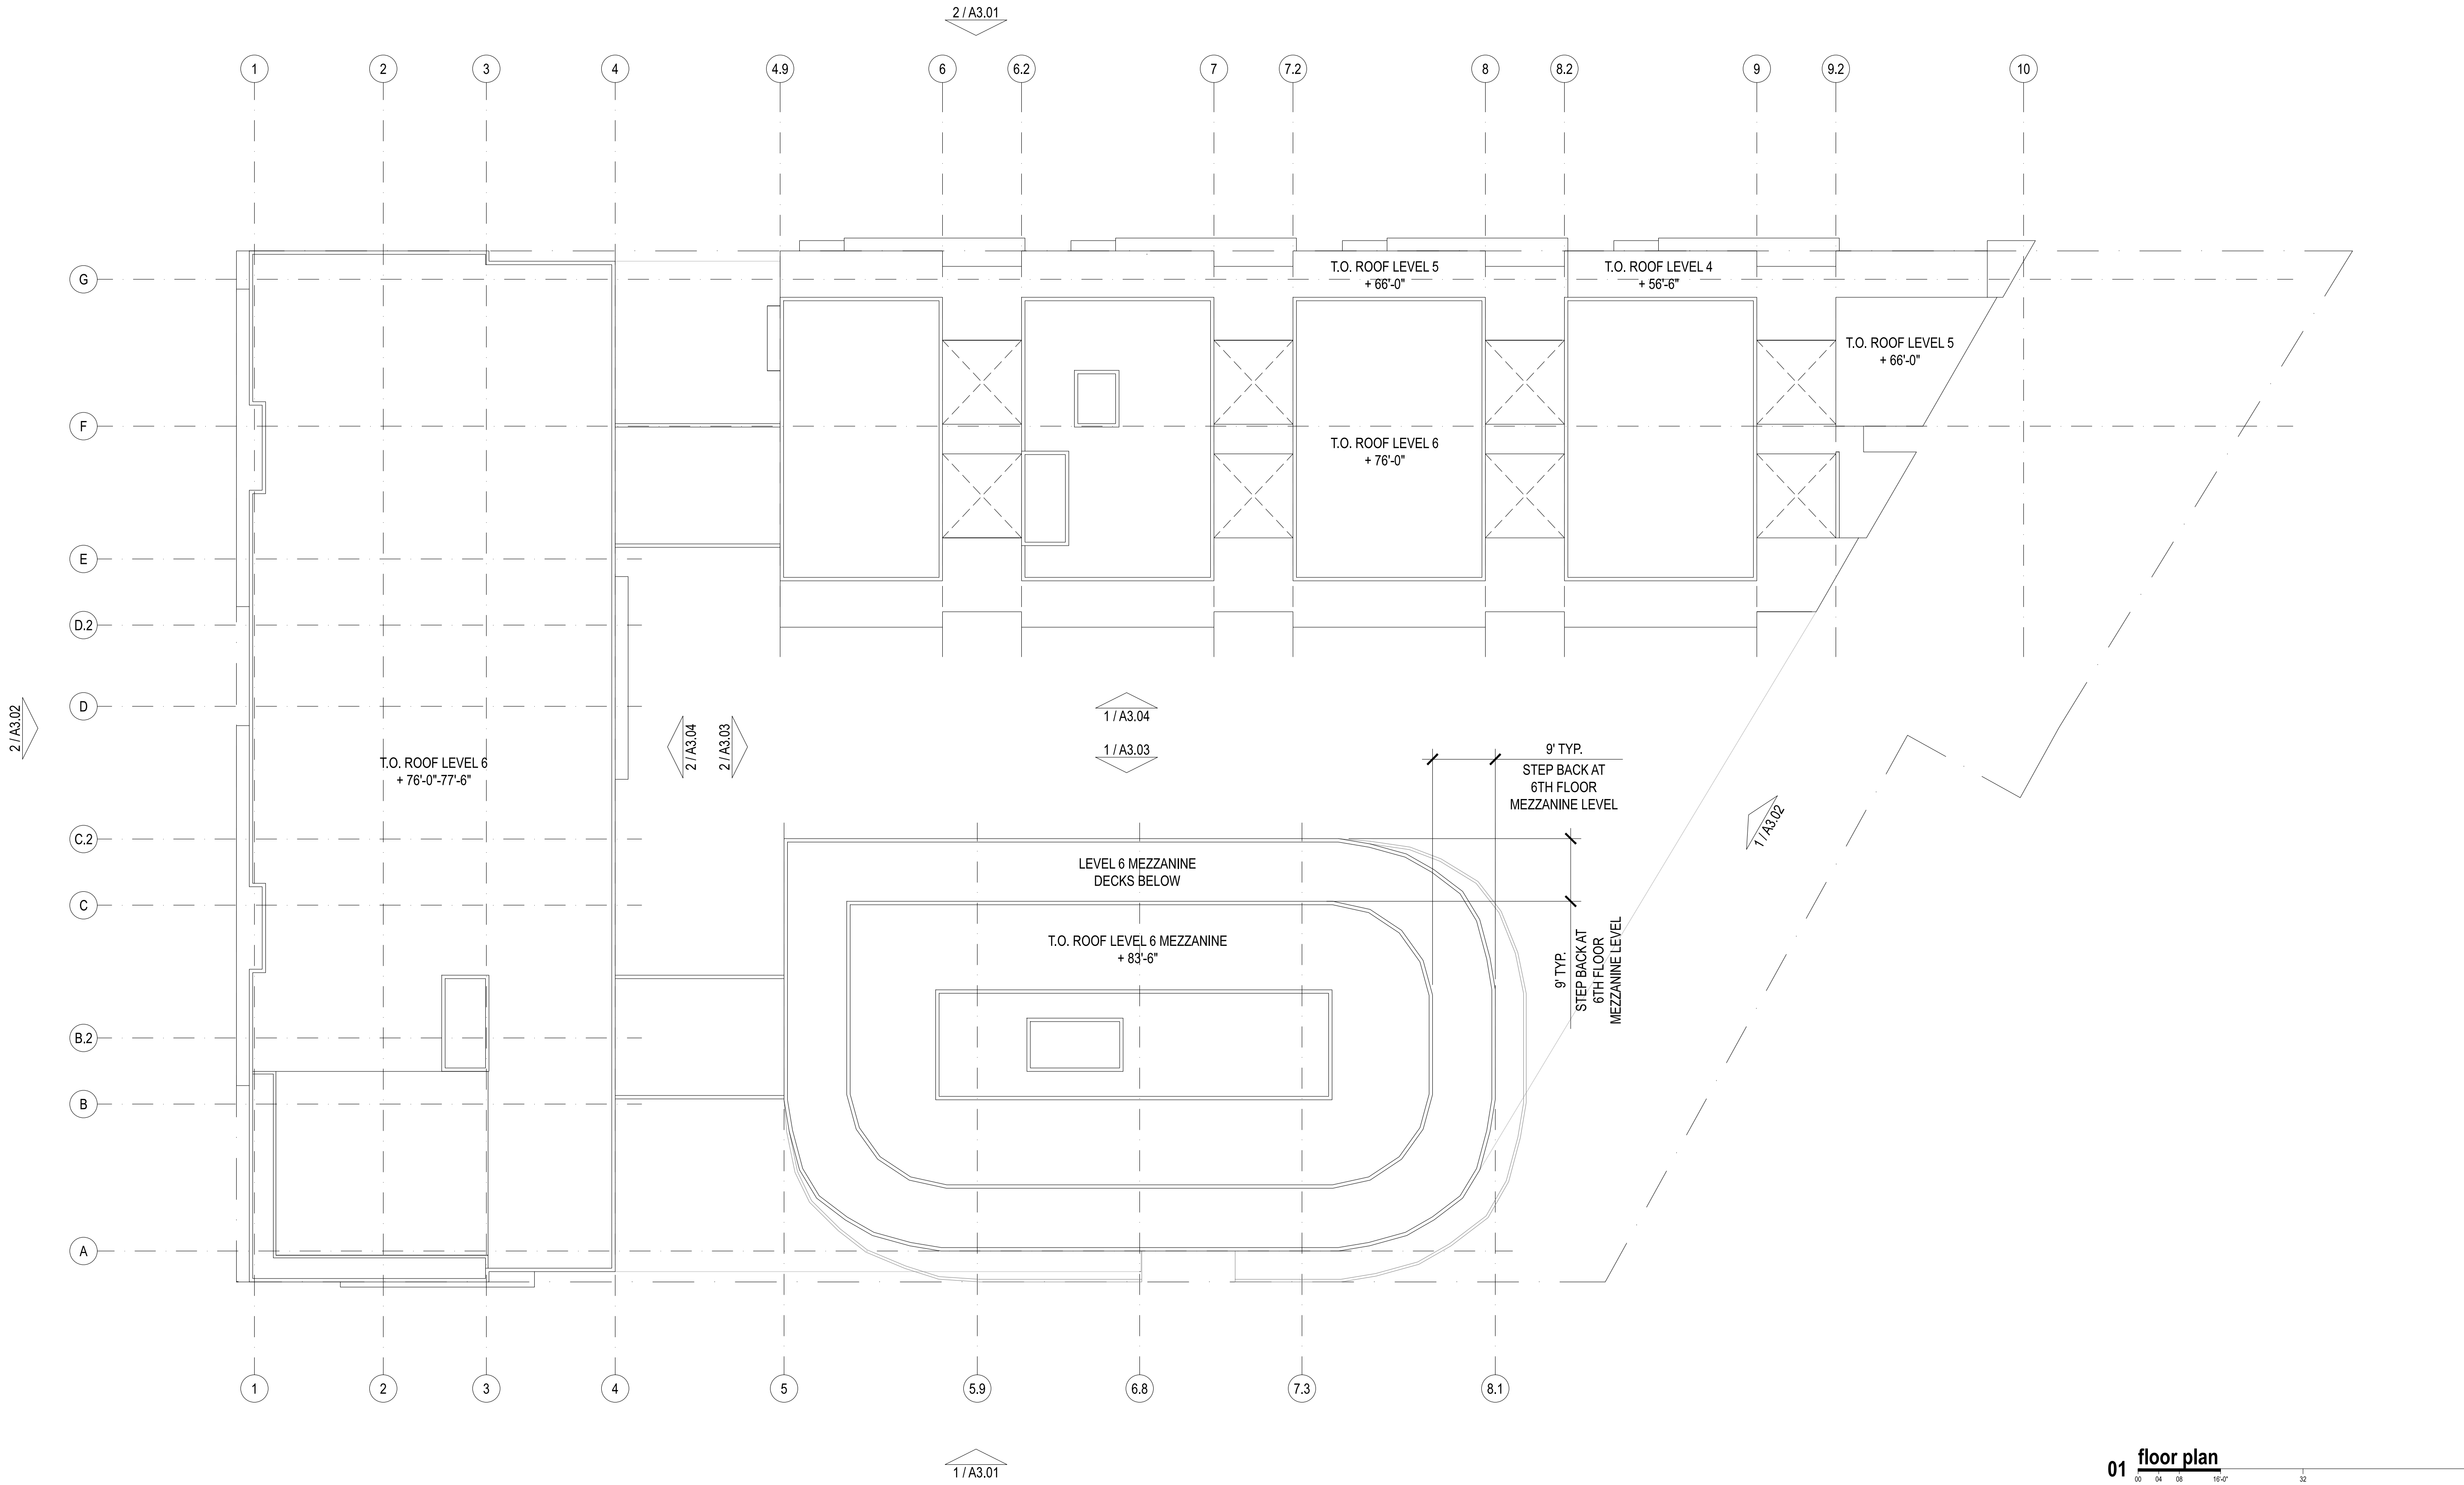 2 / A3.01
1 2 3 4 4.9 6 6.2 7 7.2 8 8.2 9 9.2 10
G
T.O. ROOF LEVEL 5
+ 66'-0"
T.O. ROOF LEVEL 4
+ 56'-6"
T.O. ROOF LEVEL 5
+ 66'-0"
F
T.O. ROOF LEVEL 6
+ 76'-0"
E
D.2
D
2 / A3.02
2 / A3.04
2 / A3.03
1 / A3.04
1 / A3.03
9' TYP.
STEP BACK AT
6TH FLOOR
MEZZANINE LEVEL
T.O. ROOF LEVEL 6
+ 76'-0"-77'-6"
1 / A3.02
C.2
LEVEL 6 MEZZANINE
DECKS BELOW
C
T.O. ROOF LEVEL 6 MEZZANINE
+ 83'-6"
9' TYP.
STEP BACK AT
6TH FLOOR
MEZZANINE LEVEL
B.2
B
A
1 2 3 4 5 5.9 6.8 7.3 8.1
1 / A3.01
01 floor plan
00 04 08 16'-0" 32